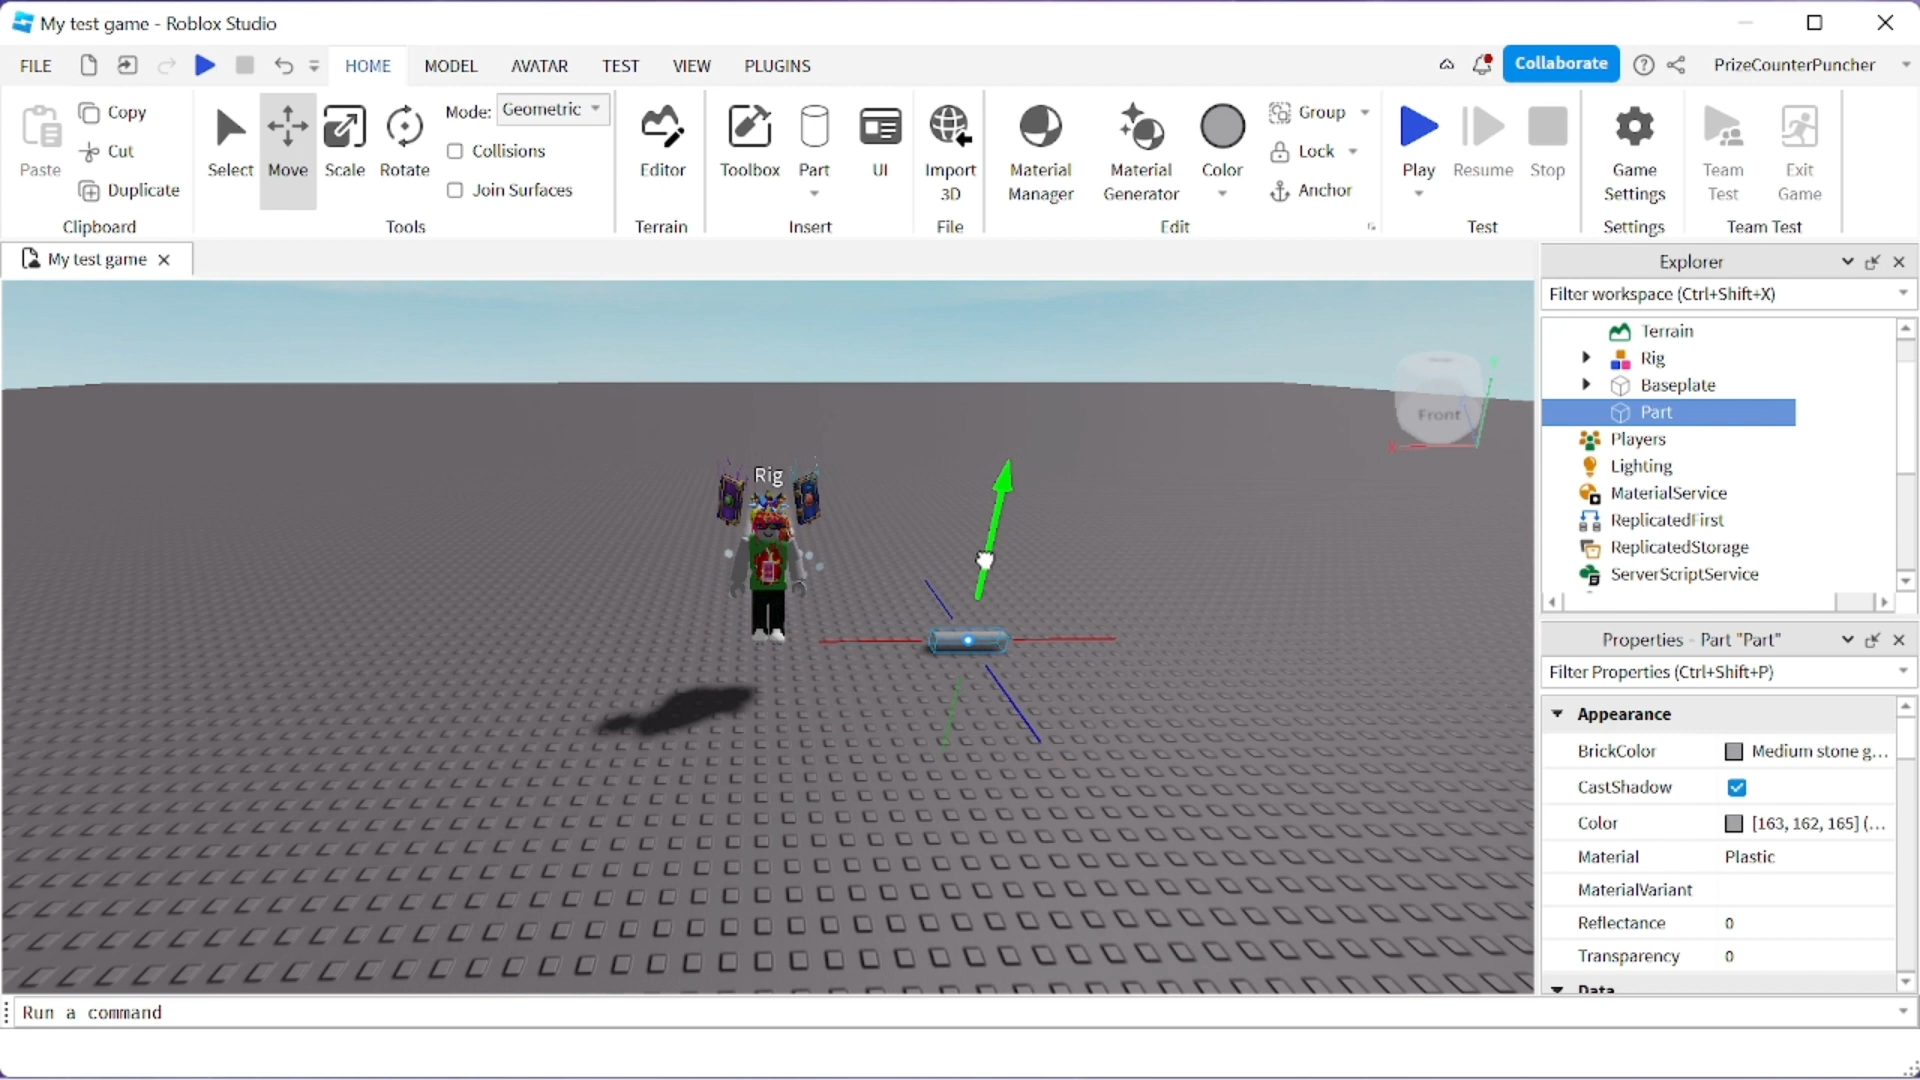 My test game - Roblox Studio
FILE HOME MODEL AVATAR TEST VIEW PLUGINS Collaborate PrizeCounterPuncher
Paste Copy Cut Duplicate
Clipboard
Select Move Scale Rotate
Mode: Geometric
Collisions
Join Surfaces
Tools
Editor
Terrain
Toolbox Part UI
Insert
Import 3D
File
Material Manager
Material Generator
Color
Group
Lock
Anchor
Edit
Play Resume Stop
Test
Game Settings
Settings
Team Test
Exit Game
Team Test
My test game
Rig
Front
Explorer
Filter workspace (Ctrl+Shift+X)
Terrain
Rig
Baseplate
Part
Players
Lighting
MaterialService
ReplicatedFirst
ReplicatedStorage
ServerScriptService
Properties - Part "Part"
Filter Properties (Ctrl+Shift+P)
Appearance
BrickColor Medium stone g...
CastShadow
Color [163, 162, 165] (...
Material Plastic
MaterialVariant
Reflectance 0
Transparency 0
Data
Run a command